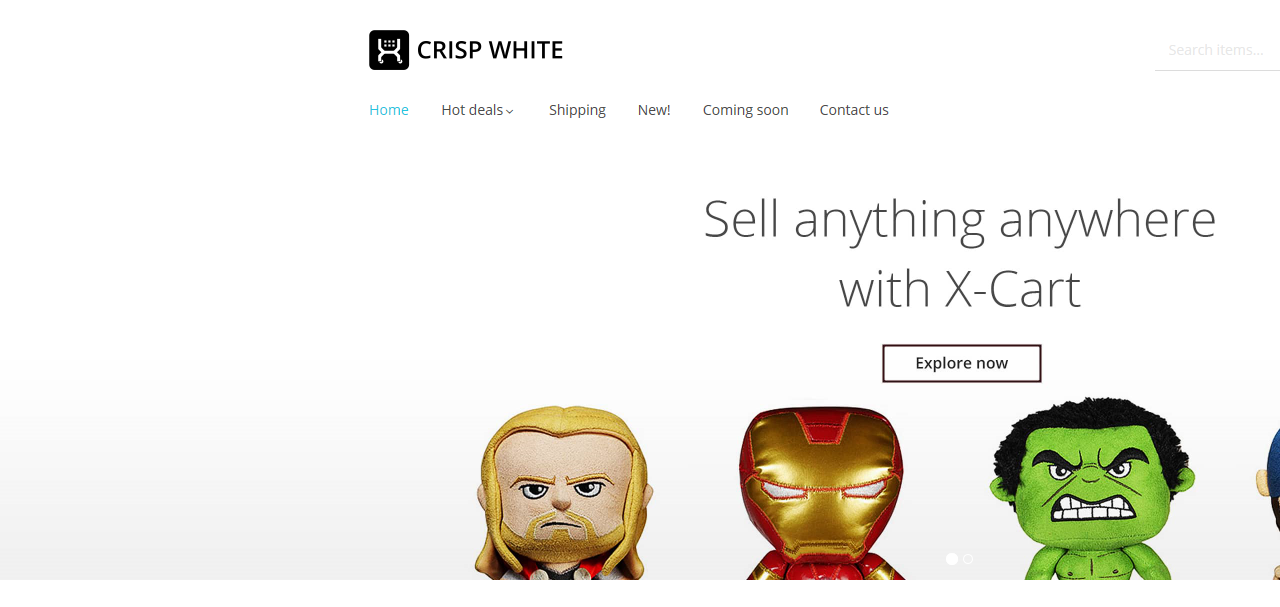 CRISP WHITE
Search items...
Home Hot deals Shipping New! Coming soon Contact us
Sell anything anywhere
with X-Cart
Explore now